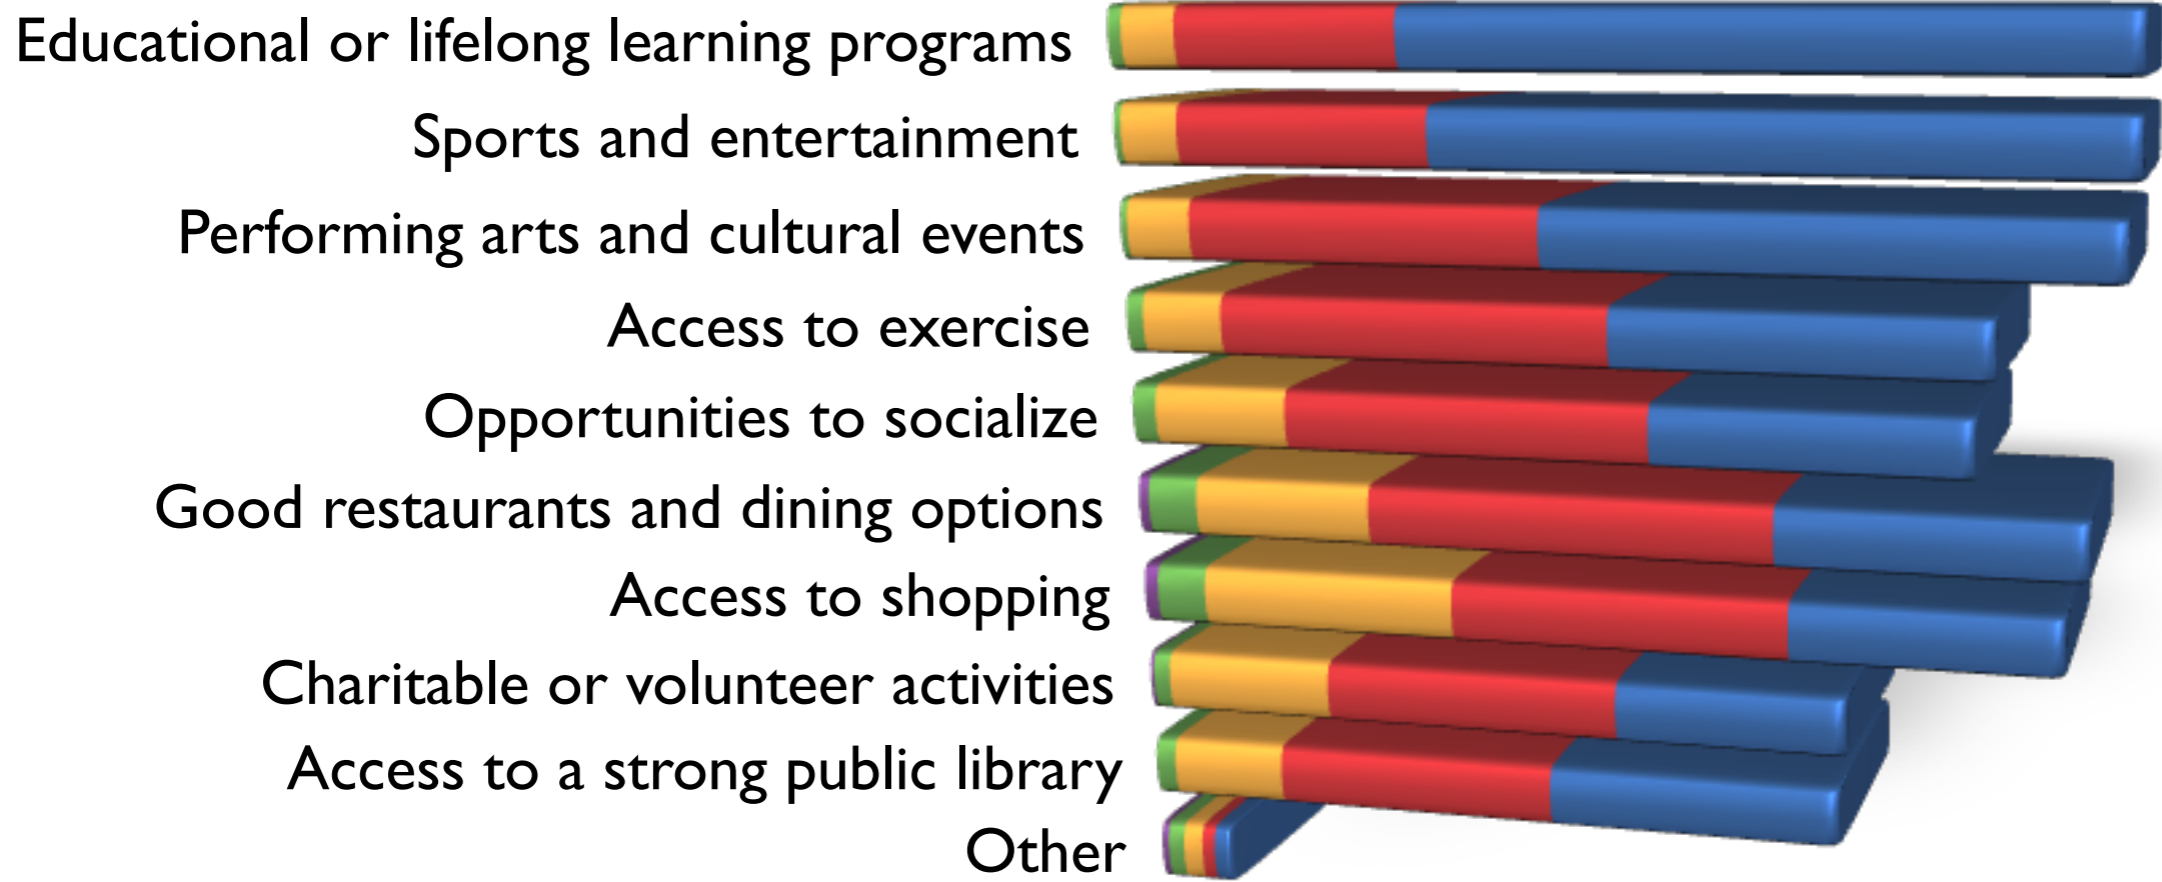 Educational or lifelong learning programs
Sports and entertainment
Performing arts and cultural events
Access to exercise
Opportunities to socialize
Good restaurants and dining options
Access to shopping
Charitable or volunteer activities
Access to a strong public library
Other